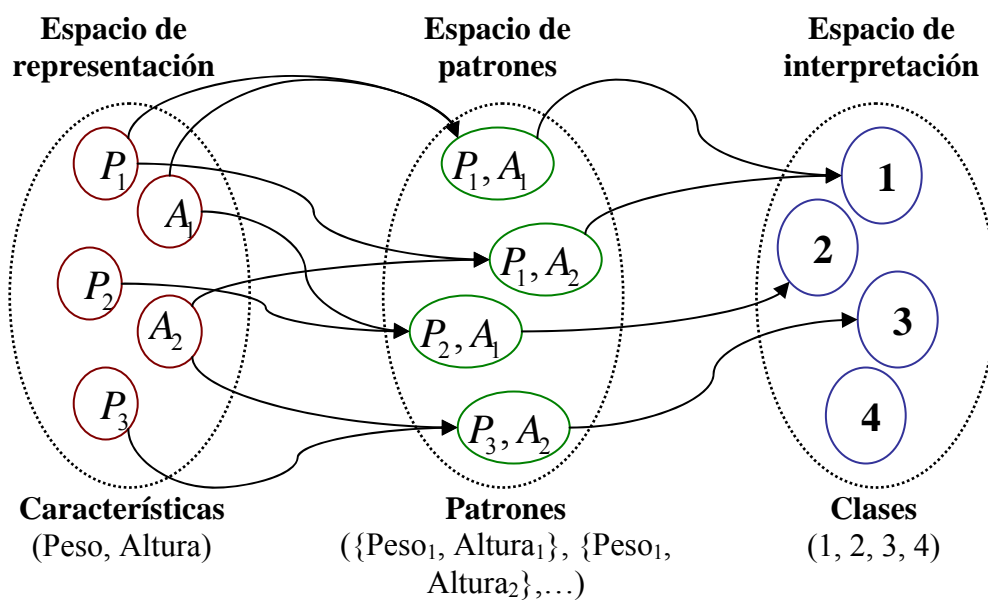 Espacio de
representación
Espacio de
patrones
Espacio de
interpretación
P₁
A₁
P₂
A₂
P₃
P₁, A₁
P₁, A₂
P₂, A₁
P₃, A₂
1
2
3
4
Características
(Peso, Altura)
Patrones
({Peso₁, Altura₁}, {Peso₁,
Altura₂},…)
Clases
(1, 2, 3, 4)